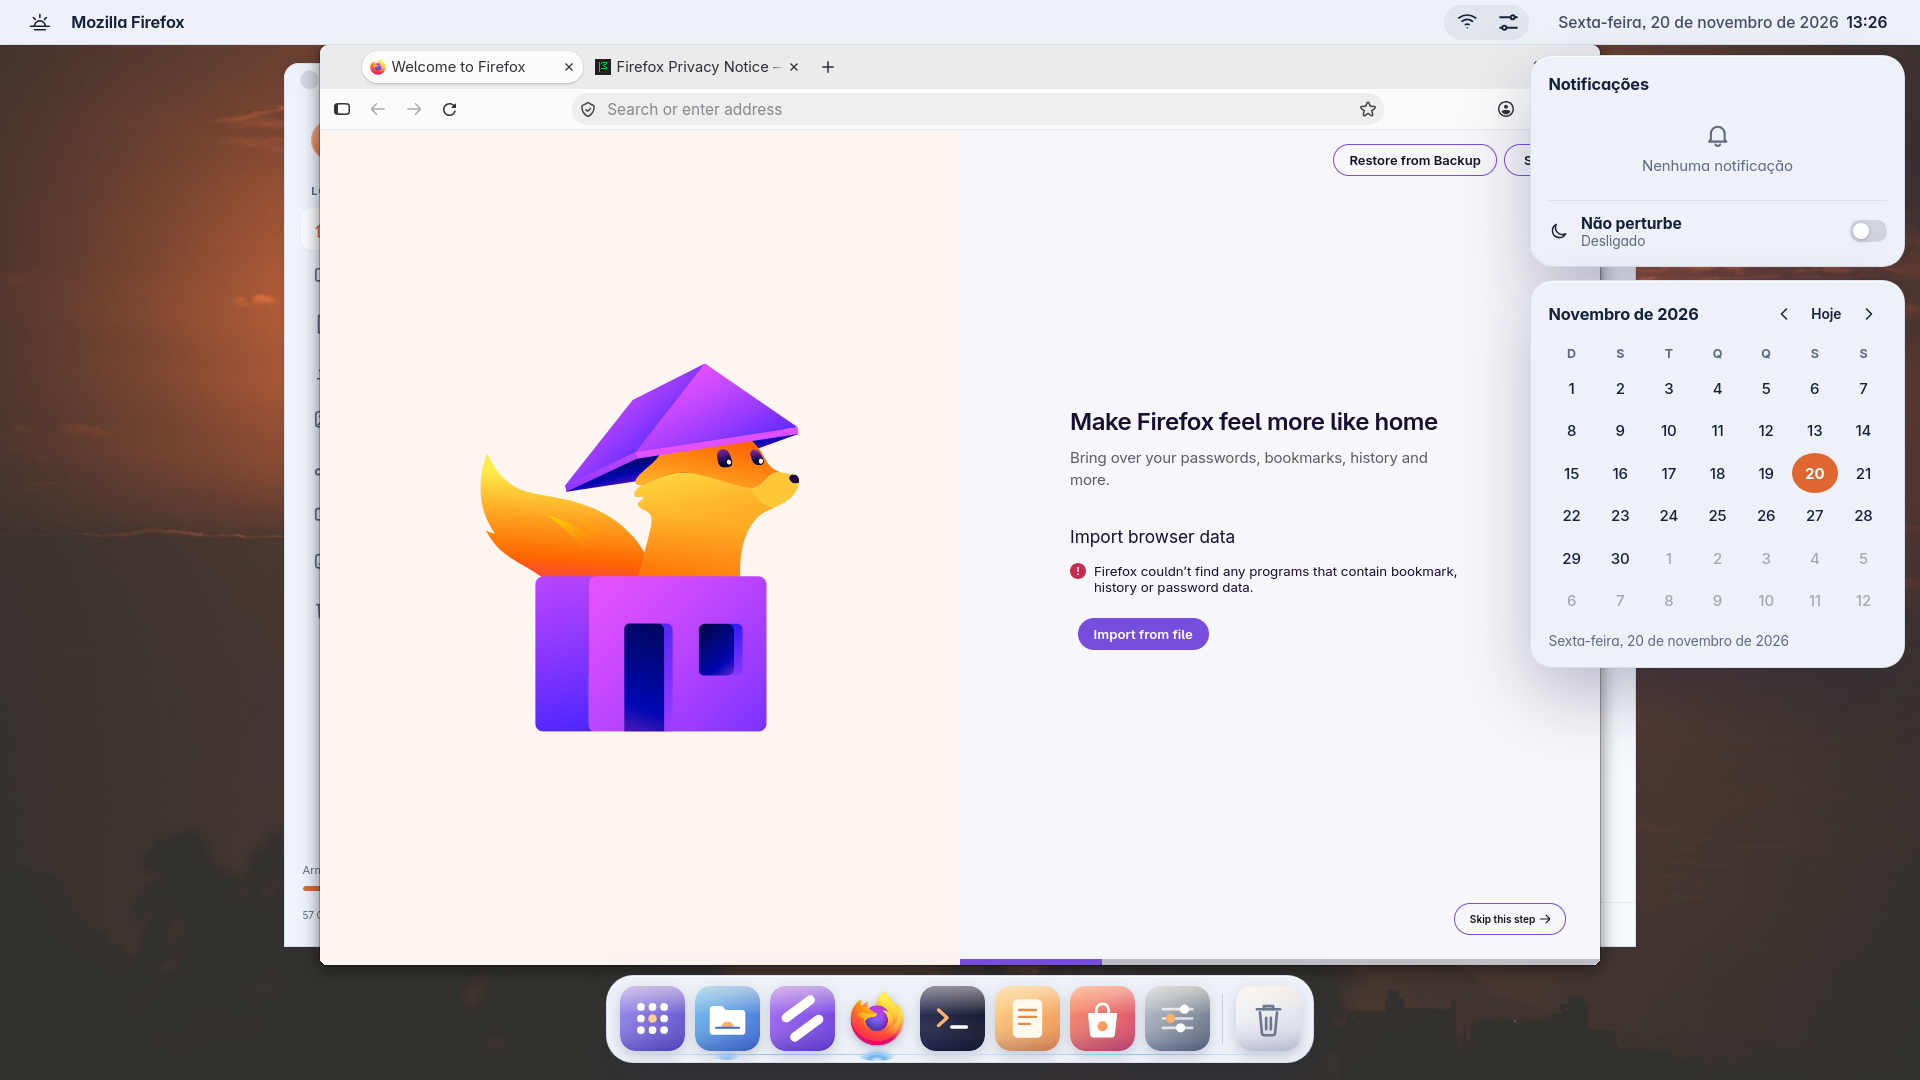 Mozilla Firefox
Sexta-feira, 20 de novembro de 2026 13:26
Welcome to Firefox
Firefox Privacy Notice
Search or enter address
Restore from Backup
Make Firefox feel more like home
Bring over your passwords, bookmarks, history and
more.
Import browser data
Firefox couldn't find any programs that contain bookmark,
history or password data.
Import from file
Skip this step
57
Notificações
Nenhuma notificação
Não perturbe
Desligado
Novembro de 2026
Hoje
D S T Q Q S S
1 2 3 4 5 6 7
8 9 10 11 12 13 14
15 16 17 18 19 20 21
22 23 24 25 26 27 28
29 30 1 2 3 4 5
6 7 8 9 10 11 12
Sexta-feira, 20 de novembro de 2026